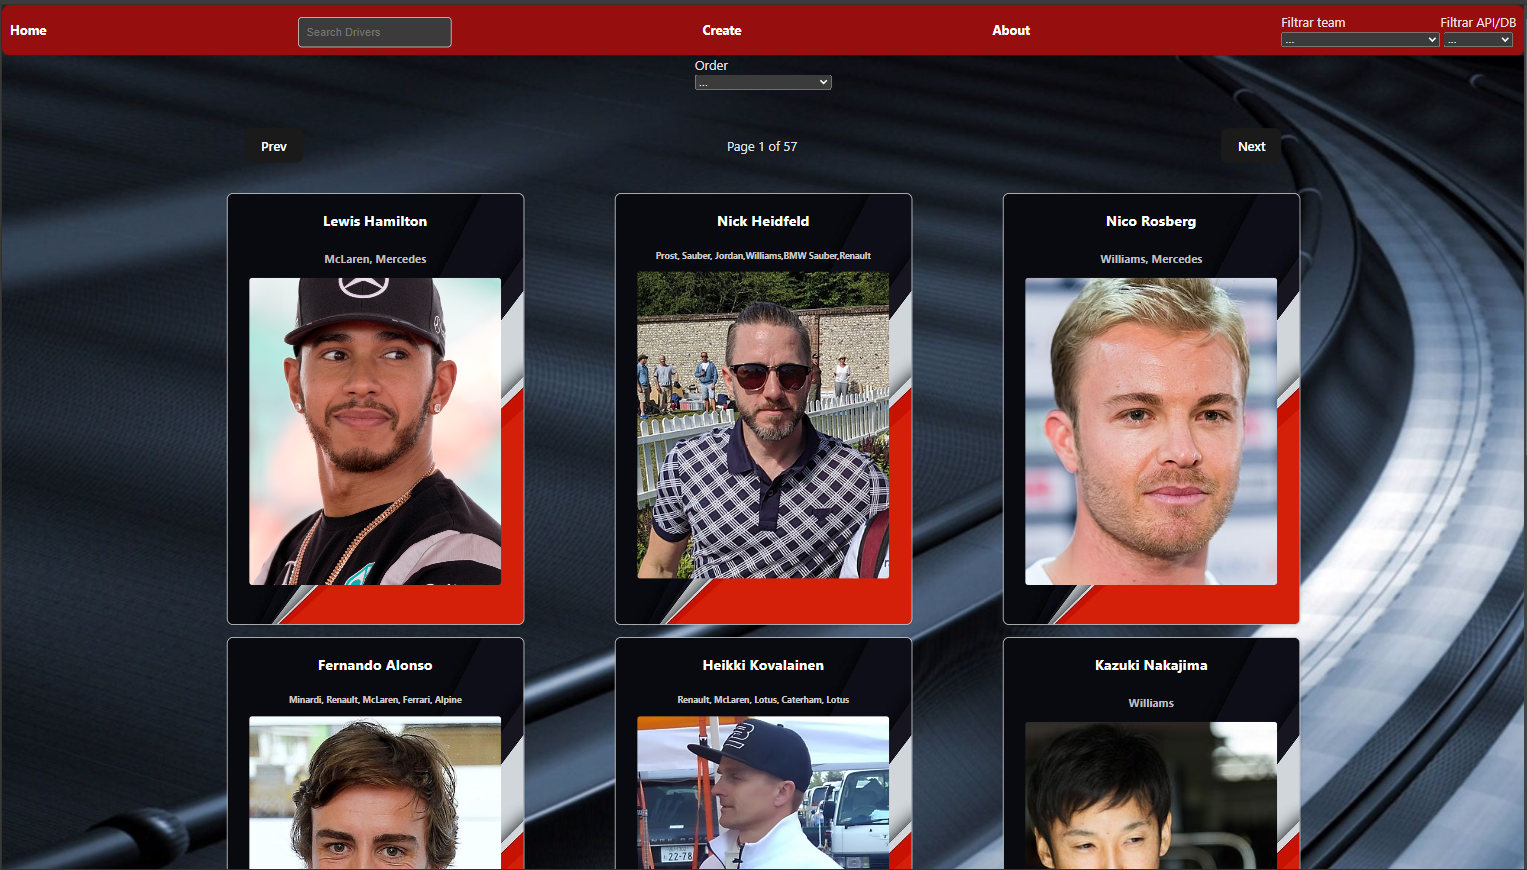 Home
Search Drivers
Create
About
Filtrar team
Filtrar API/DB
...
...
Order
...
Prev
Page 1 of 57
Next
Lewis Hamilton
Nick Heidfeld
Nico Rosberg
McLaren, Mercedes
Prost, Sauber, Jordan,Williams,BMW Sauber,Renault
Williams, Mercedes
Fernando Alonso
Heikki Kovalainen
Kazuki Nakajima
Minardi, Renault, McLaren, Ferrari, Alpine
Renault, McLaren, Lotus, Caterham, Lotus
Williams
22-78